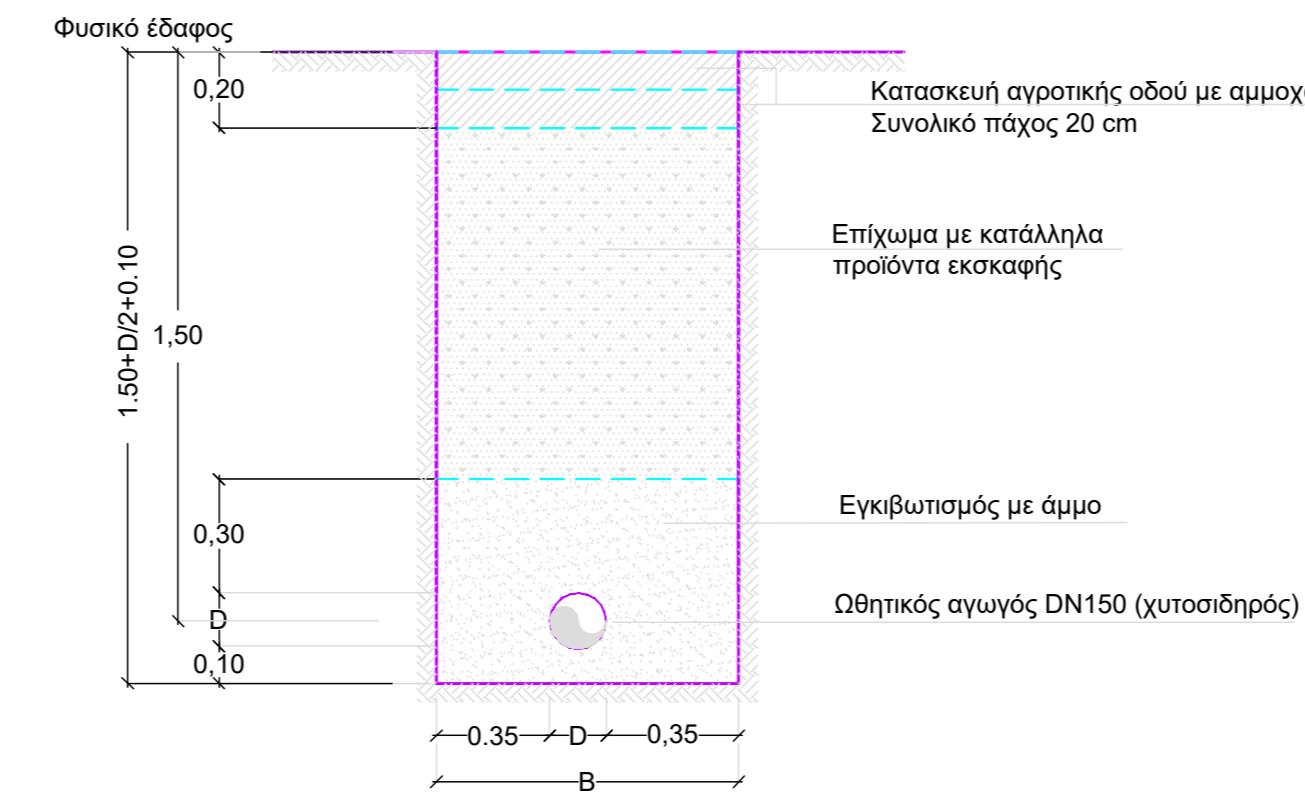 Φυσικό έδαφος
0,20
Κατασκευή αγροτικής οδού με
Συνολικό πάχος 20 cm
Επίχωμα με κατάλληλα
προϊόντα εκσκαφής
1.50+D/2+0.10
1,50
Εγκιβωτισμός με άμμο
0,30
Ωθητικός αγωγός DN150 (χυτοσιδηρός)
D
0,10
0.35 D 0,35
B